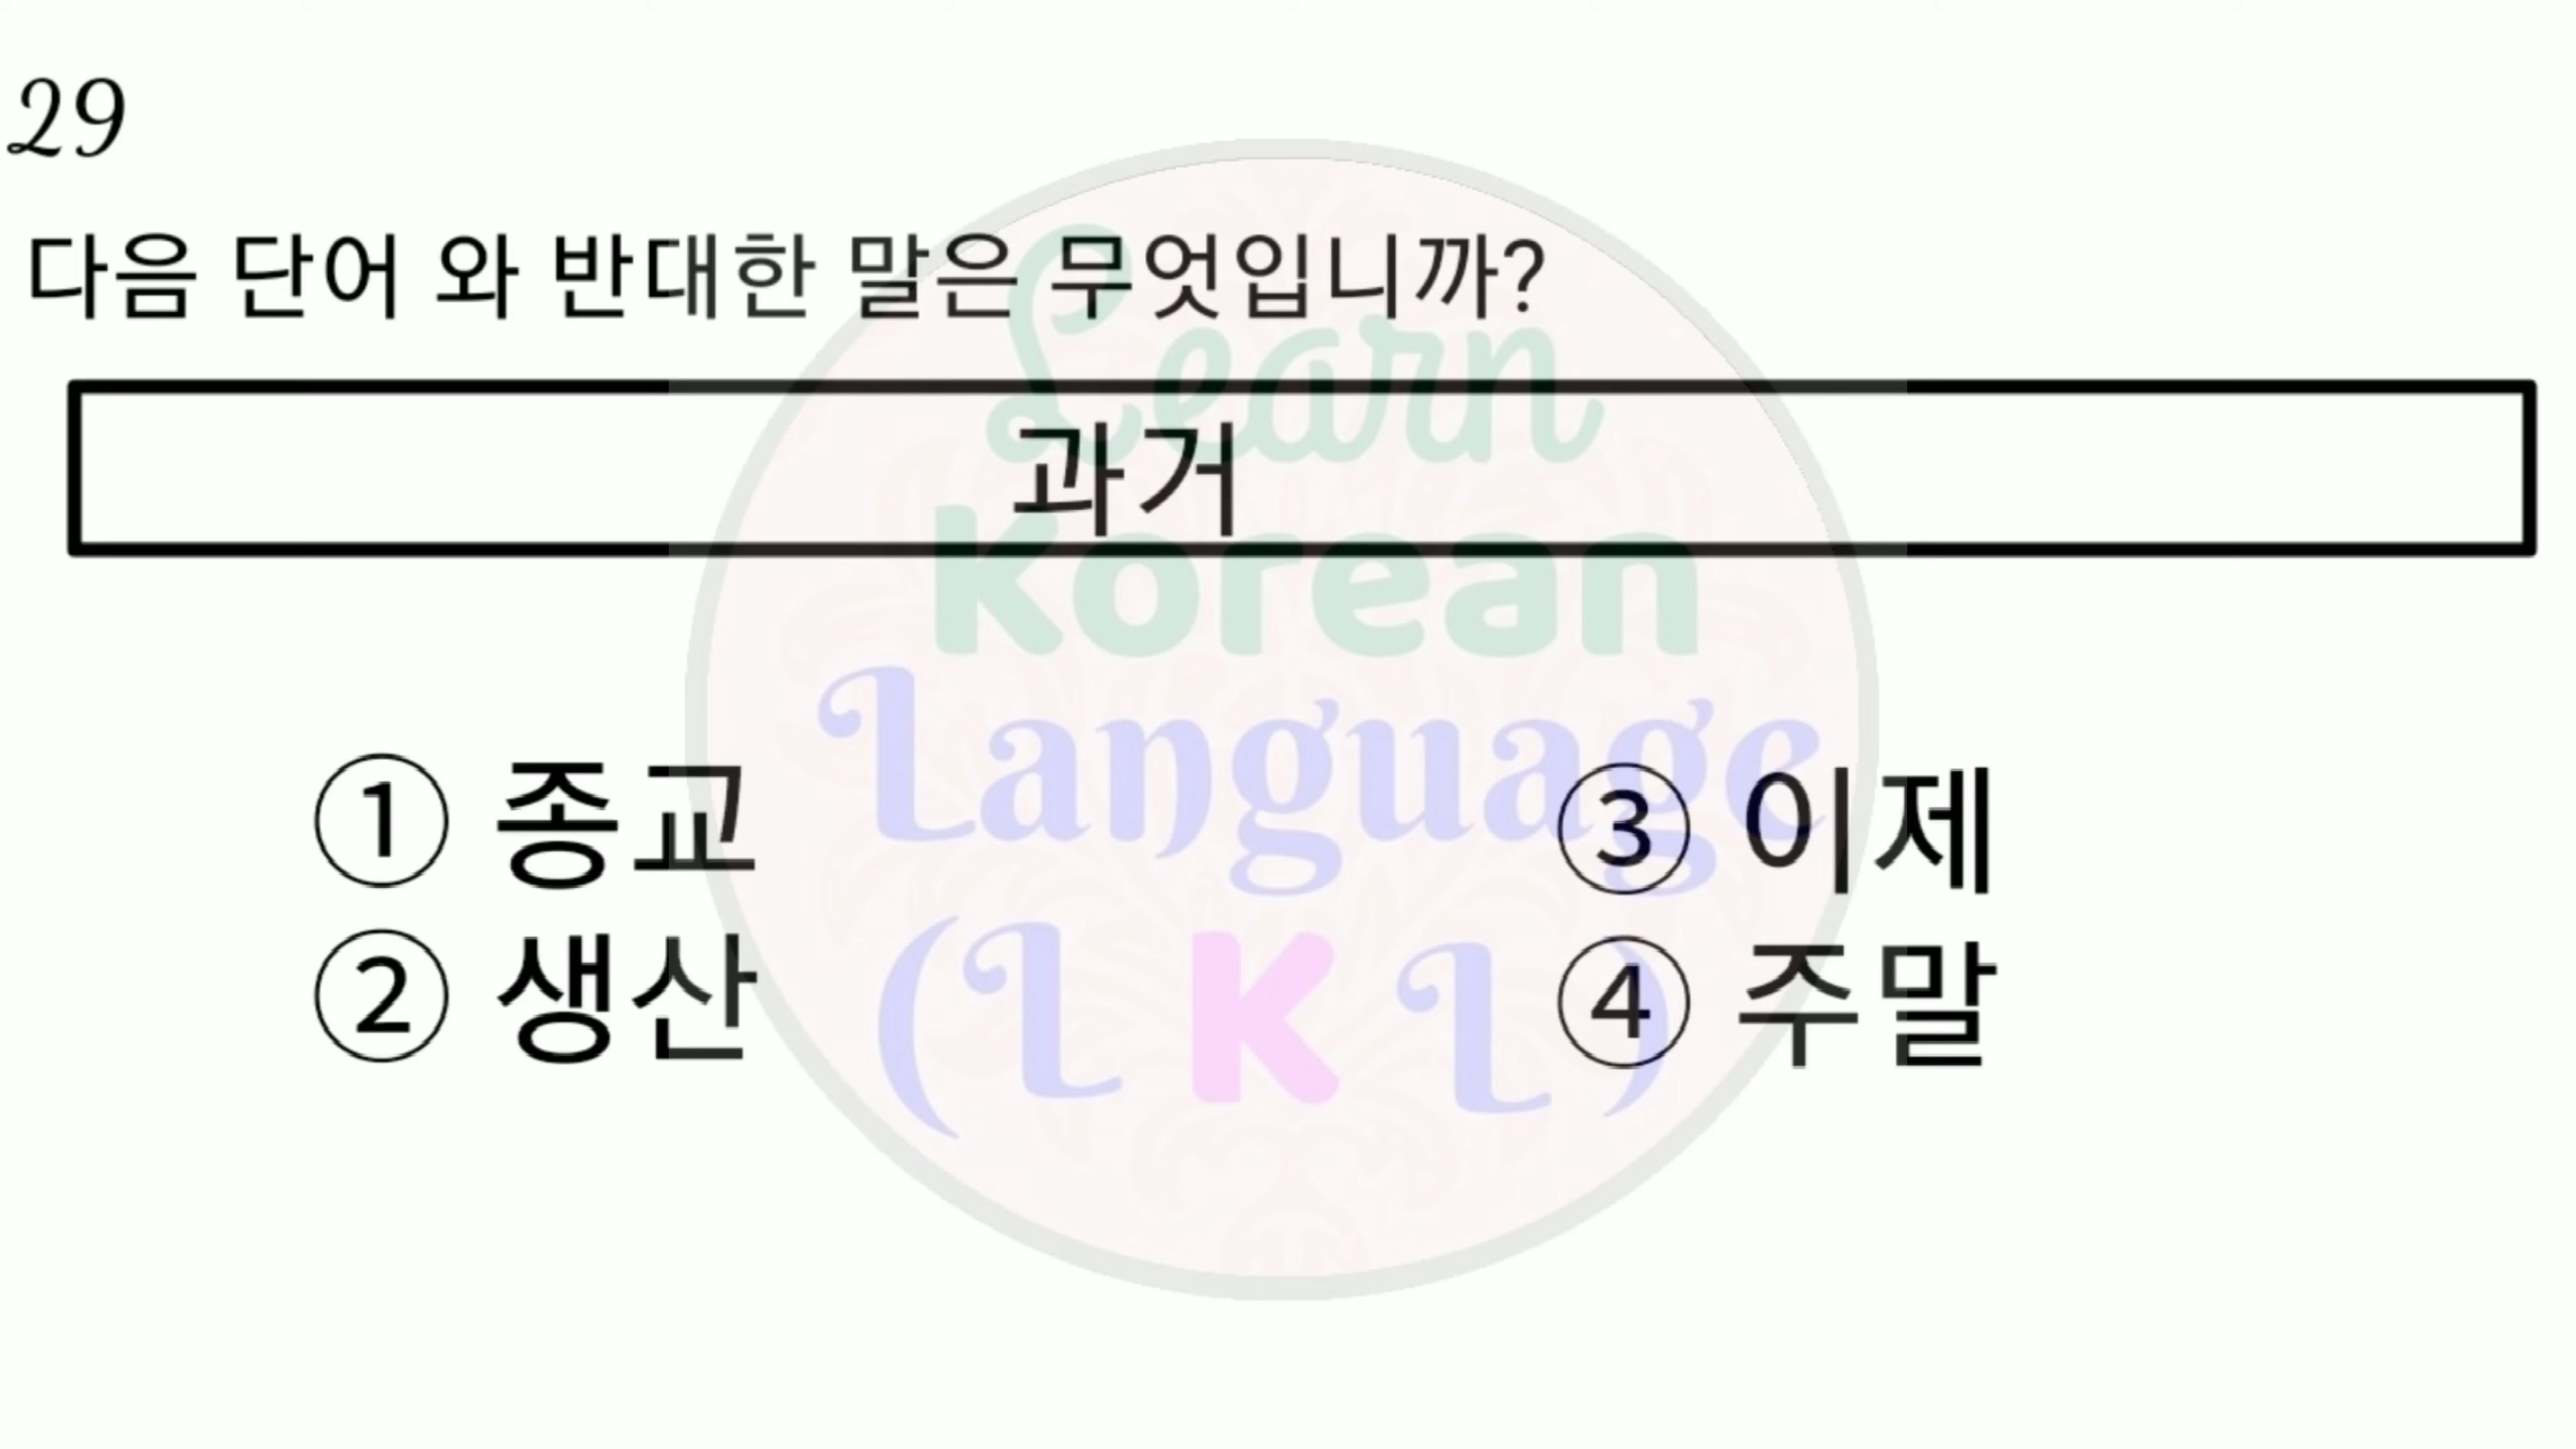 29
다음 단어 와 반대한 말은 무엇입니까?
과거
① 종교
② 생산
③ 이제
④ 주말
Learn
Korean
Language
(L K L)